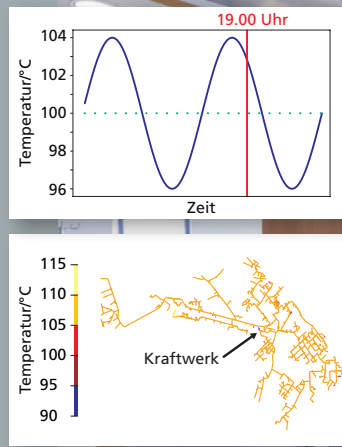 19.00 Uhr
Temperatur/°C
104
102
100
98
96
Zeit
Temperatur/°C
115
110
105
100
95
90
Kraftwerk